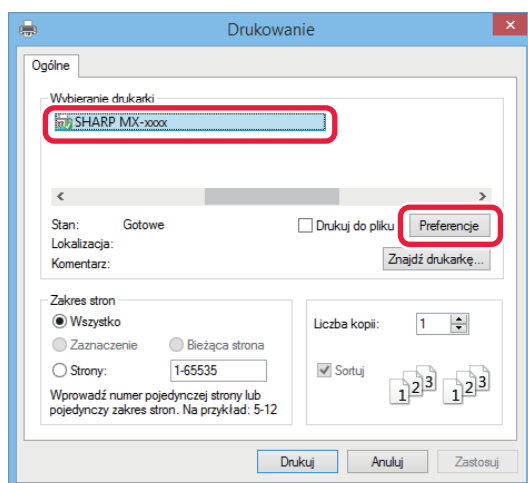 Drukowanie
Ogólne
Wybieranie drukarki
SHARP MX-xxxx
Stan: Gotowe
Drukuj do pliku
Preferencje
Lokalizacja:
Komentarz:
Znajdź drukarkę...
Zakres stron
Wszystko
Zaznaczenie
Bieżąca strona
Strony: 1-65535
Wprowadź numer pojedynczej strony lub
pojedynczy zakres stron. Na przykład: 5-12
Liczba kopii: 1
Sortuj
1 2 3 1 2 3
Drukuj
Anuluj
Zastosuj